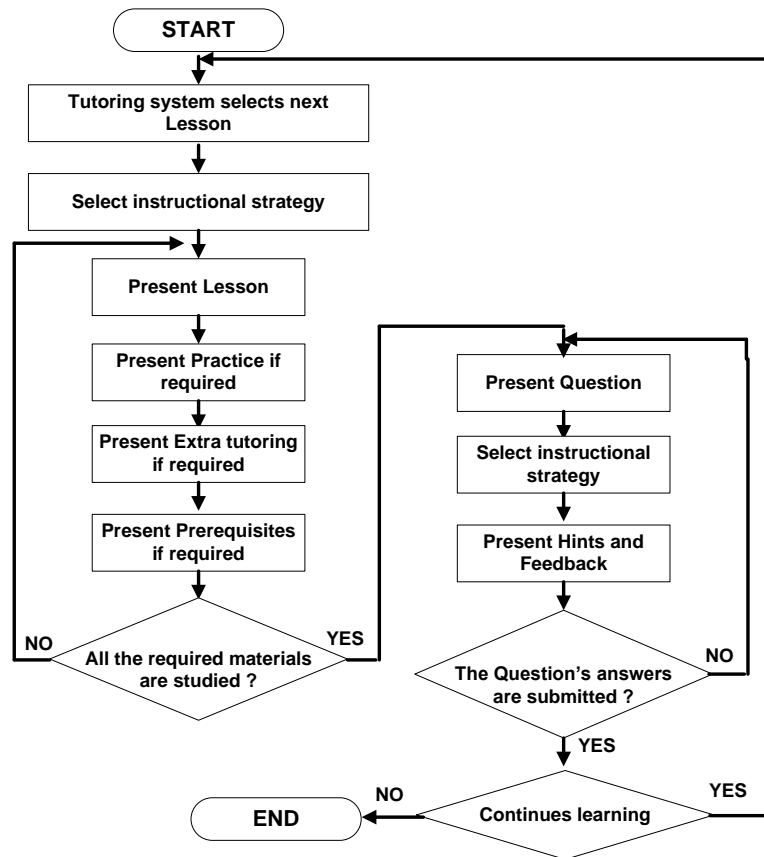 START
Tutoring system selects next
Lesson
Select instructional strategy
Present Lesson
Present Practice if
required
Present Extra tutoring
if required
Present Prerequisites
if required
NO
YES
All the required materials
are studied ?
Present Question
Select instructional
strategy
Present Hints and
Feedback
The Question's answers
are submitted ?
NO
YES
Continues learning
NO
YES
END